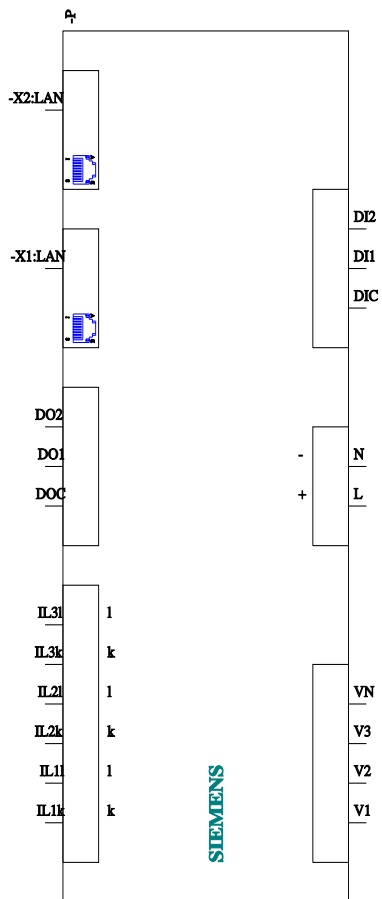 -P
-X2:LAN
-X1:LAN
DI2
DI1
DIC
DO2
DO1
DOC
- N
+ L
IL3l l
IL3k k
IL2l l
IL2k k
IL1l l
IL1k k
VN
V3
V2
V1
SIEMENS